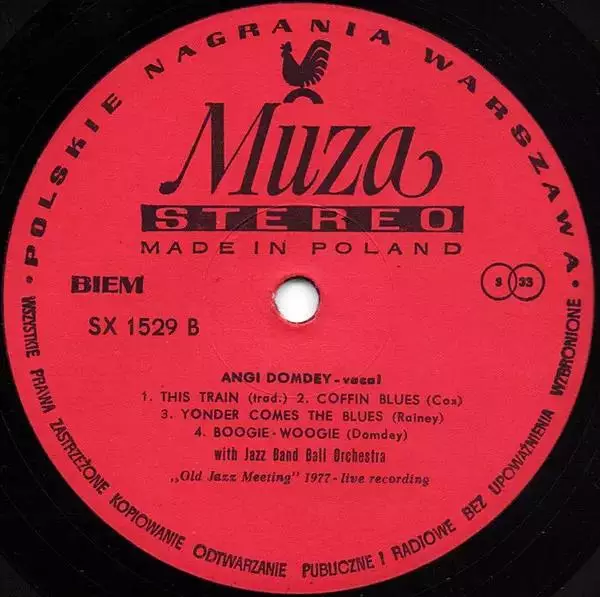 · POLSKIE NAGRANIA WARSZAWA ·
Muza
STEREO
MADE IN POLAND
BIEM
S 33
SX 1529 B
ANGI DOMDEY - vocal
1. THIS TRAIN (trad.) 2. COFFIN BLUES (Cox)
3. YONDER COMES THE BLUES (Rainey)
4. BOOGIE-WOOGIE (Domdey)
with Jazz Band Ball Orchestra
„Old Jazz Meeting" 1977 - live recording
WSZYSTKIE PRAWA ZASTRZEŻONE KOPIOWANIE ODTWARZANIE PUBLICZNE I RADIOWE BEZ UPOWAŻNIENIA WZBRONIONE